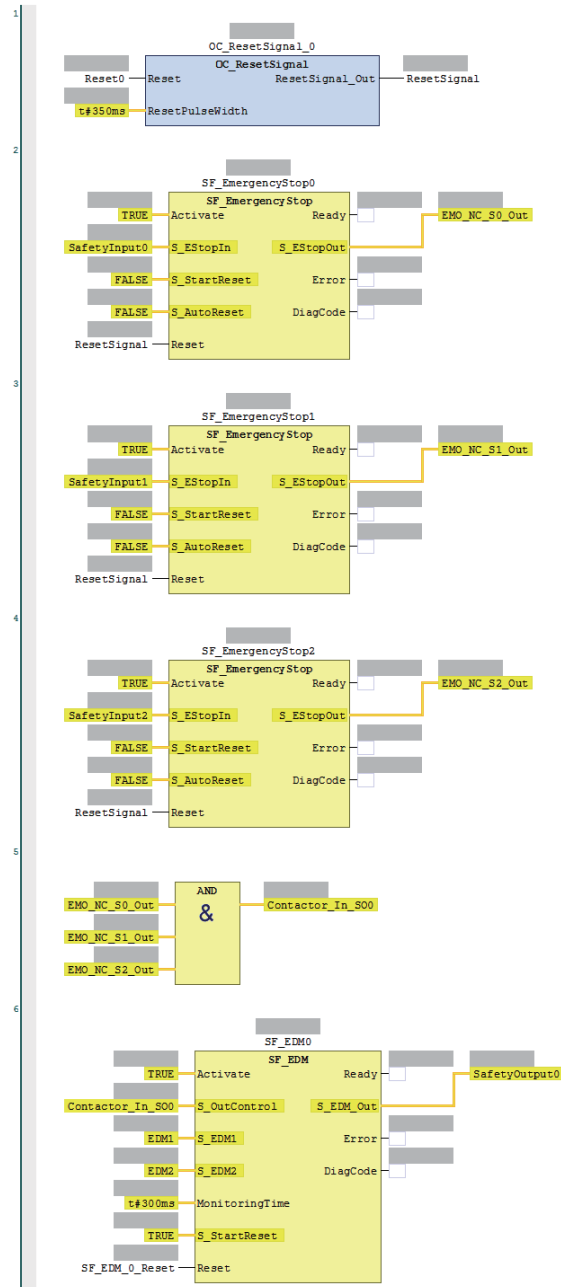 1
OC_ResetSignal_0
OC_ResetSignal
Reset0 Reset ResetSignal_Out ResetSignal
t#350ms ResetPulseWidth
2
SF_EmergencyStop0
SF_EmergencyStop
TRUE Activate Ready
EMO_NC_S0_Out
SafetyInput0 S_EStopIn S_EStopOut
FALSE S_StartReset Error
FALSE S_AutoReset DiagCode
ResetSignal Reset
3
SF_EmergencyStop1
SF_EmergencyStop
TRUE Activate Ready
EMO_NC_S1_Out
SafetyInput1 S_EStopIn S_EStopOut
FALSE S_StartReset Error
FALSE S_AutoReset DiagCode
ResetSignal Reset
4
SF_EmergencyStop2
SF_EmergencyStop
TRUE Activate Ready
EMO_NC_S2_Out
SafetyInput2 S_EStopIn S_EStopOut
FALSE S_StartReset Error
FALSE S_AutoReset DiagCode
ResetSignal Reset
5
AND
&
EMO_NC_S0_Out Contactor_In_SO0
EMO_NC_S1_Out
EMO_NC_S2_Out
6
SF_EDM0
SF_EDM
TRUE Activate Ready SafetyOutput0
Contactor_In_SO0 S_OutControl S_EDM_Out
EDM1 S_EDM1 Error
EDM2 S_EDM2 DiagCode
t#300ms MonitoringTime
TRUE S_StartReset
SF_EDM_0_Reset Reset